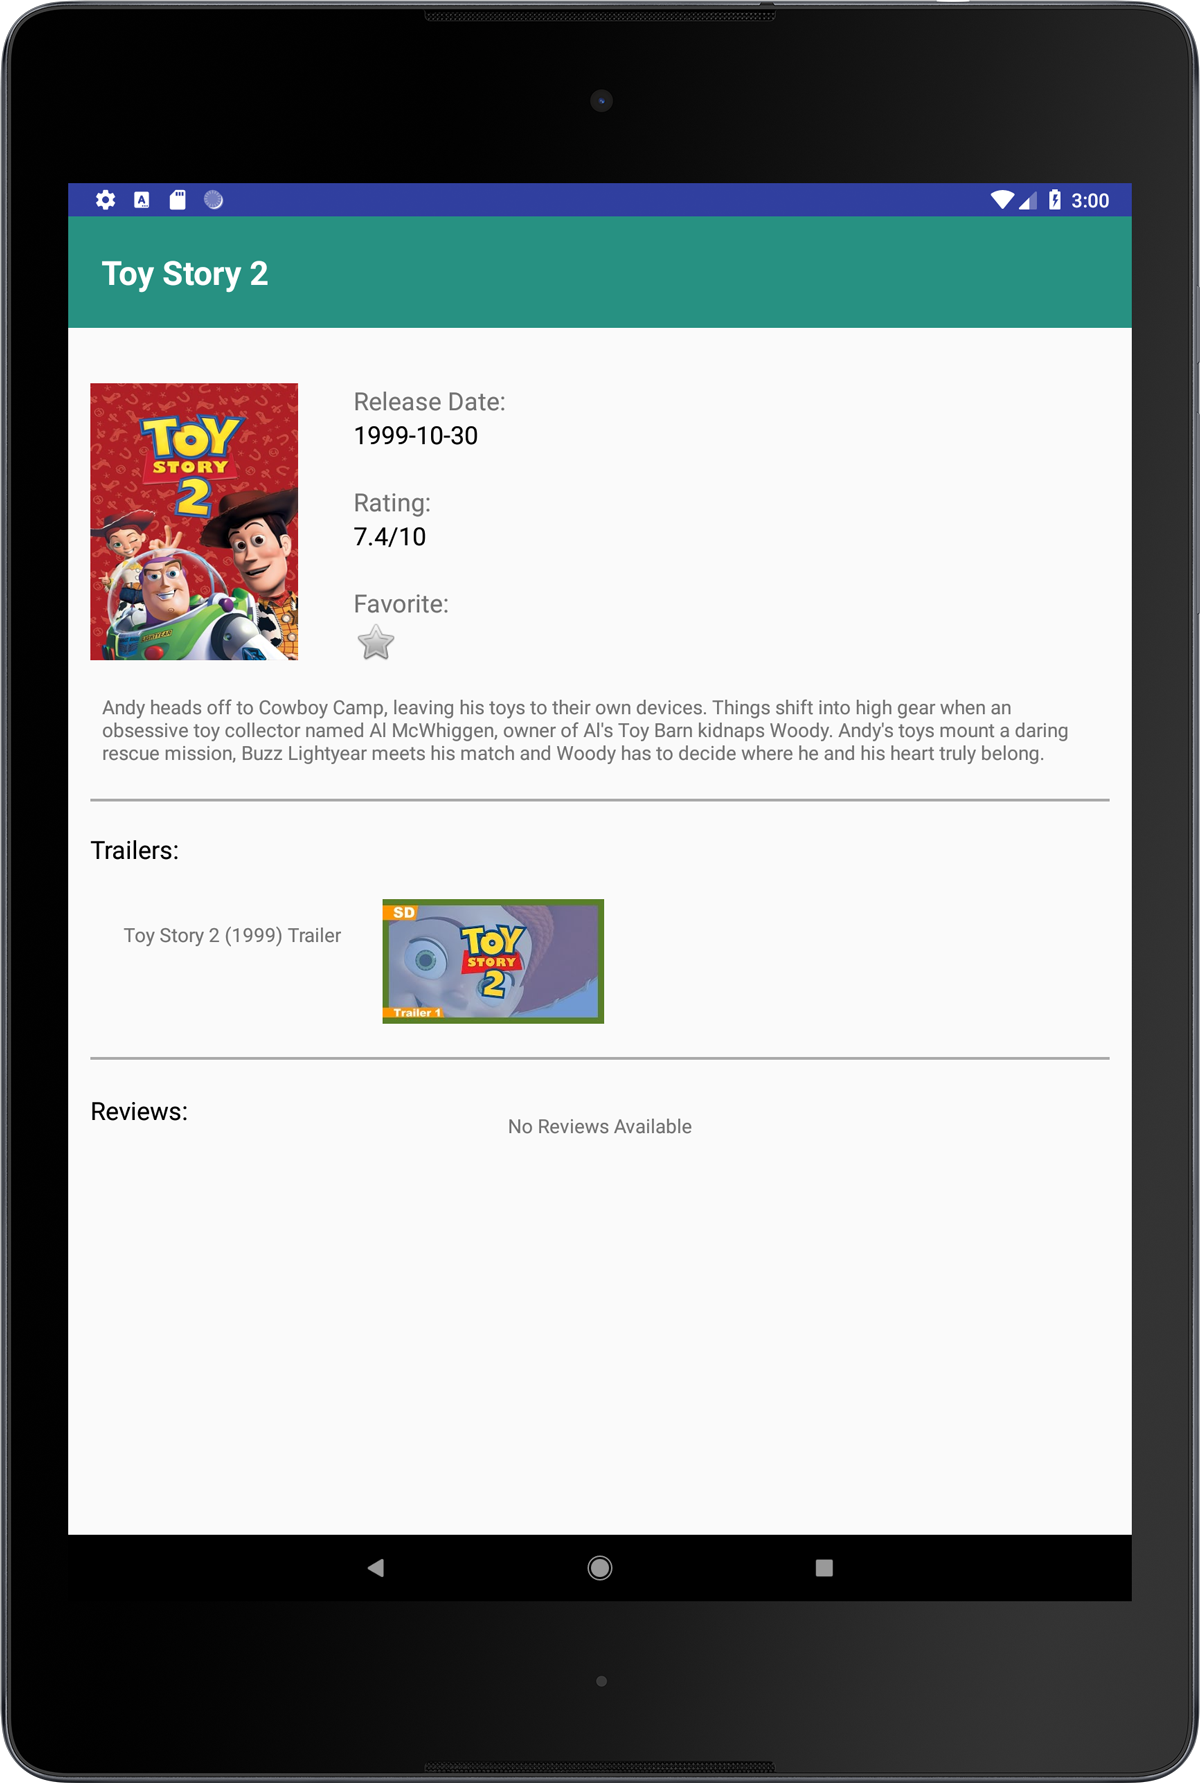 3:00
Toy Story 2
TOY
STORY
2
Release Date:
1999-10-30
Rating:
7.4/10
Favorite:
Andy heads off to Cowboy Camp, leaving his toys to their own devices. Things shift into high gear when an
obsessive toy collector named Al McWhiggen, owner of Al's Toy Barn kidnaps Woody. Andy's toys mount a daring
rescue mission, Buzz Lightyear meets his match and Woody has to decide where he and his heart truly belong.
Trailers:
Toy Story 2 (1999) Trailer
SD
TOY
STORY
2
Trailer 1
Reviews:
No Reviews Available